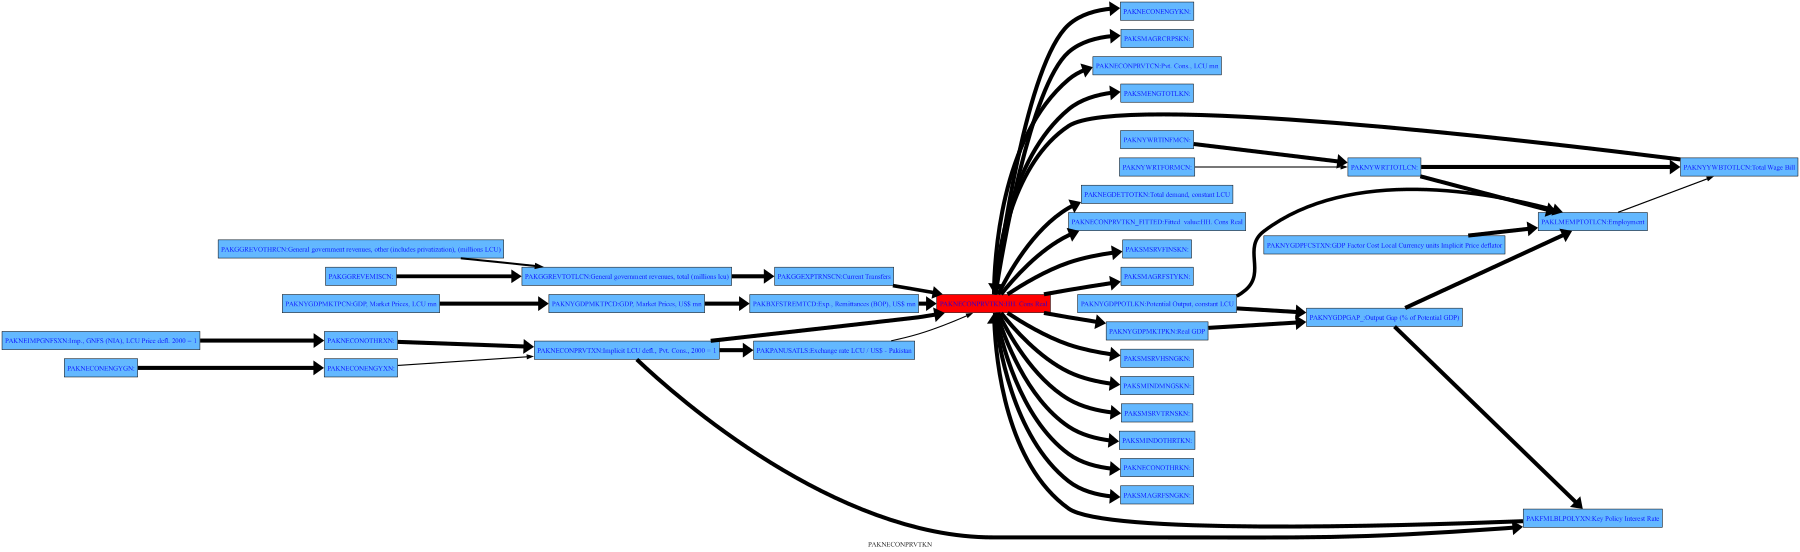 PAKNECONENGYKN:
PAKSMAGRCRPSKN:
PAKNECONPRVTCN:Pvt. Cons., LCU mn
PAKSMENGTOTLKN:
PAKNYWRTINFMCN:
PAKNYWRTFORMCN:
PAKNYWRTTOTLCN:
PAKNYYWBTOTLCN:Total Wage Bill
PAKNEGDETTOTKN:Total demand, constant LCU
PAKNECONPRVTKN_FITTED:Fitted value:HH. Cons Real
PAKLMEMPTOTLCN:Employment
PAKGGREVOTHRCN:General government revenues, other (includes privatization), (millions LCU)
PAKSMSRVFINSKN:
PAKNYGDPFCSTXN:GDP Factor Cost Local Currency units Implicit Price deflator
PAKGGREVEMISCN:
PAKGGREVTOTLCN:General government revenues, total (millions lcu)
PAKGGEXPTRNSCN:Current Transfers
PAKSMAGRFSTYKN:
PAKNYGDPMKTPCN:GDP, Market Prices, LCU mn
PAKNYGDPMKTPCD:GDP, Market Prices, US$ mn
PAKBXFSTREMTCD:Exp., Remittances (BOP), US$ mn
PAKNECONPRVTKN:HH. Cons Real
PAKNYGDPPOTLKN:Potential Output, constant LCU
PAKNYGDPGAP_:Output Gap (% of Potential GDP)
PAKNYGDPMKTPKN:Real GDP
PAKNEIMPGNFSXN:Imp., GNFS (NIA), LCU Price defl. 2000 = 1
PAKNECONOTHRXN:
PAKNECONPRVTXN:Implicit LCU defl., Pvt. Cons., 2000 = 1
PAKPANUSATLS:Exchange rate LCU / US$ - Pakistan
PAKSMSRVHSNGKN:
PAKNECONENGYGN:
PAKNECONENGYXN:
PAKSMINDMNGSKN:
PAKSMSRVTRNSKN:
PAKSMINDOTHRTKN:
PAKNECONOTHRKN:
PAKSMAGRFSNGKN:
PAKFMLBLPOLYXN:Key Policy Interest Rate
PAKNECONPRVTKN